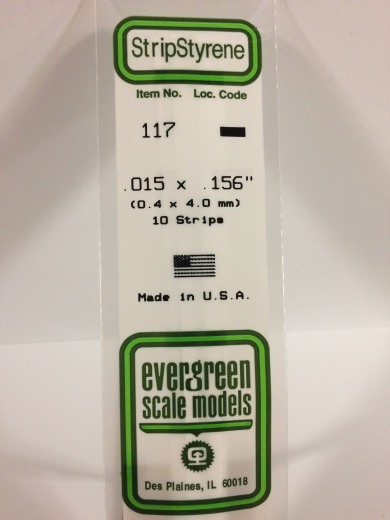 StripStyrene
Item No. Loc. Code
117
.015 x .156"
(0.4 x 4.0 mm)
10 Strips
Made in U.S.A.
evergreen
scale models
Des Plaines, IL 60018